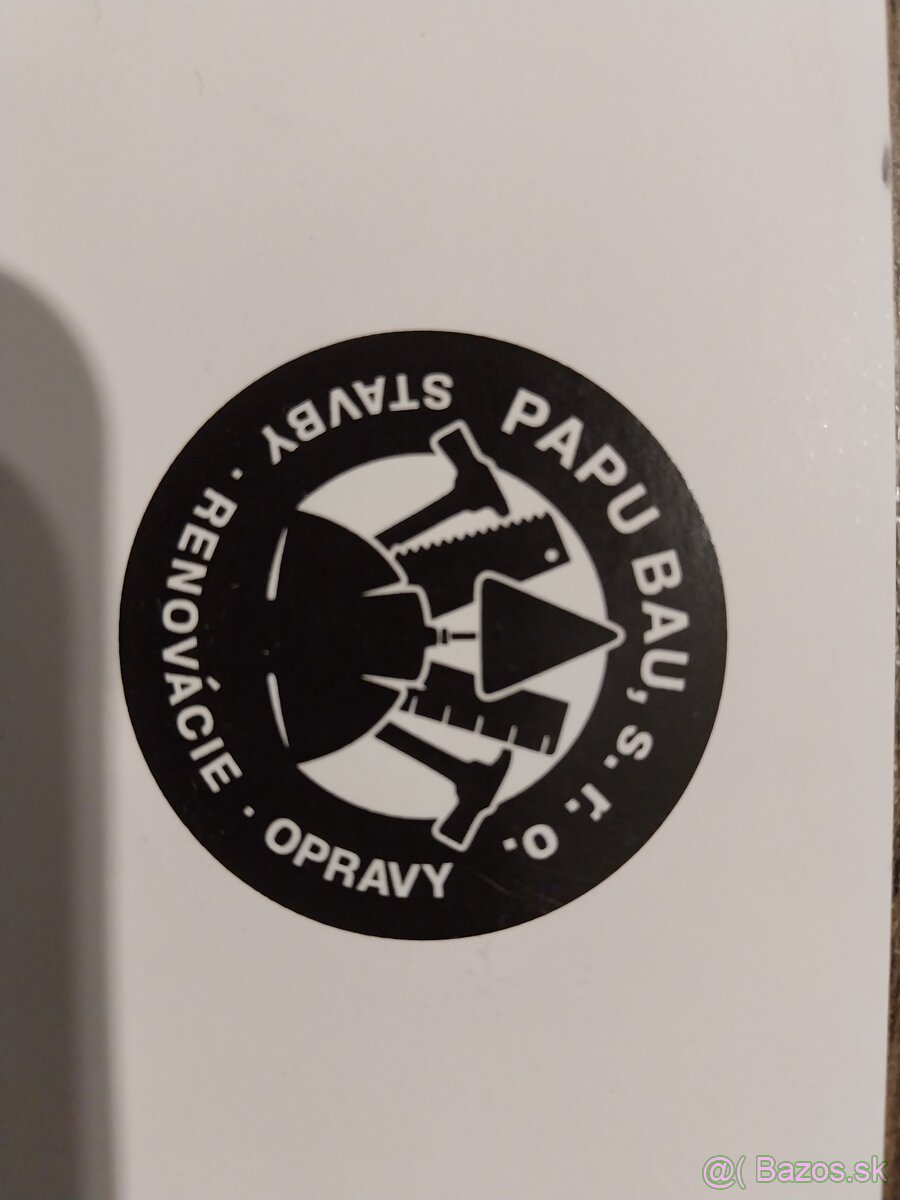 PAPU BAU, s.r.o.
STAVBY · RENOVÁCIE · OPRAVY
@( Bazos.sk